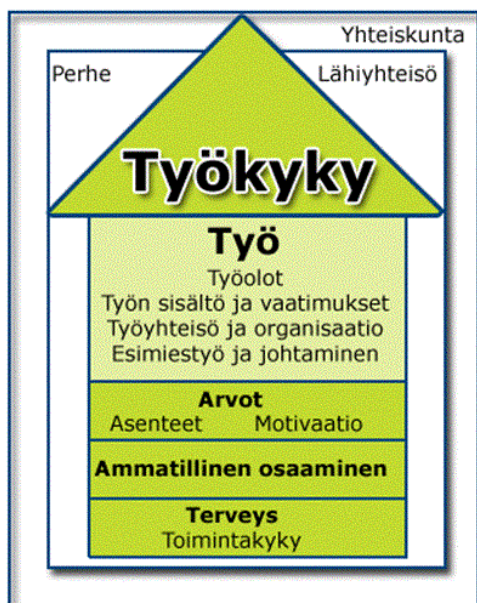 Yhteiskunta
Perhe
Lähiyhteisö
Työkyky
Työ
Työolot
Työn sisältö ja vaatimukset
Työyhteisö ja organisaatio
Esimiestyö ja johtaminen
Arvot
Asenteet Motivaatio
Ammatillinen osaaminen
Terveys
Toimintakyky